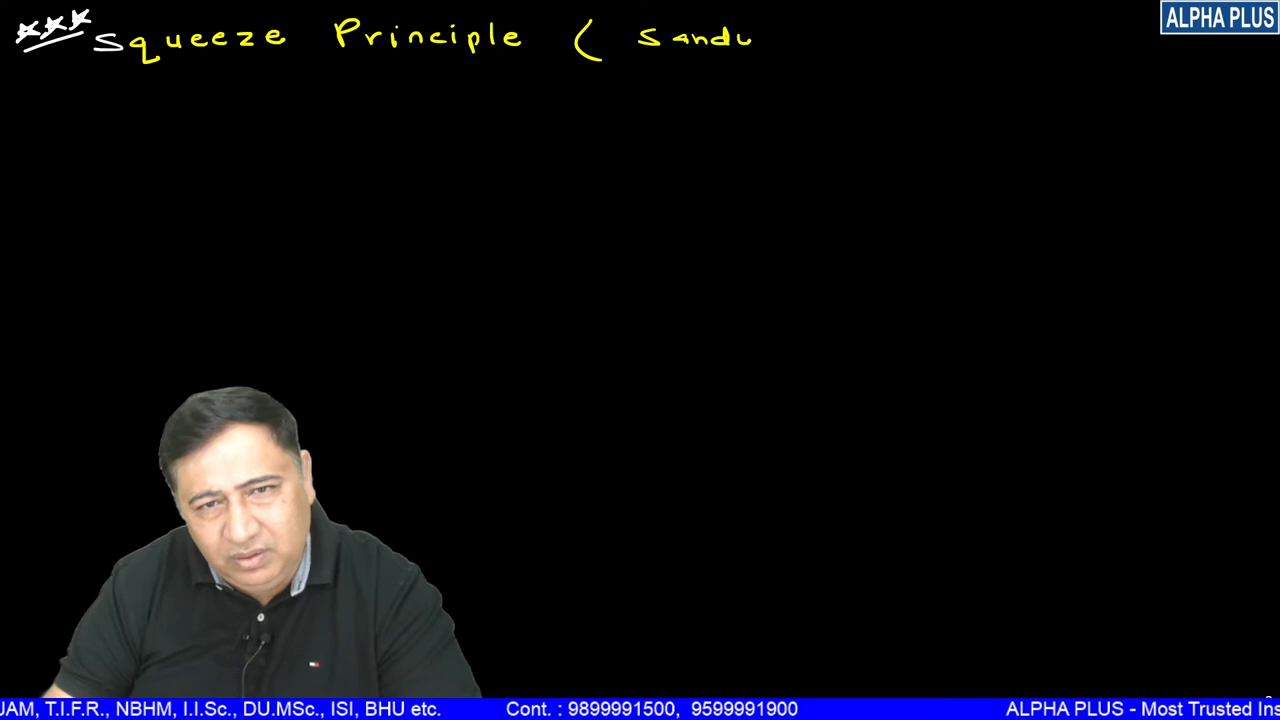 *** Squeeze Principle ( Sandw
ALPHA PLUS
JAM, T.I.F.R., NBHM, I.I.Sc., DU.MSc., ISI, BHU etc. Cont. : 9899991500, 9599991900 ALPHA PLUS - Most Trusted Ins